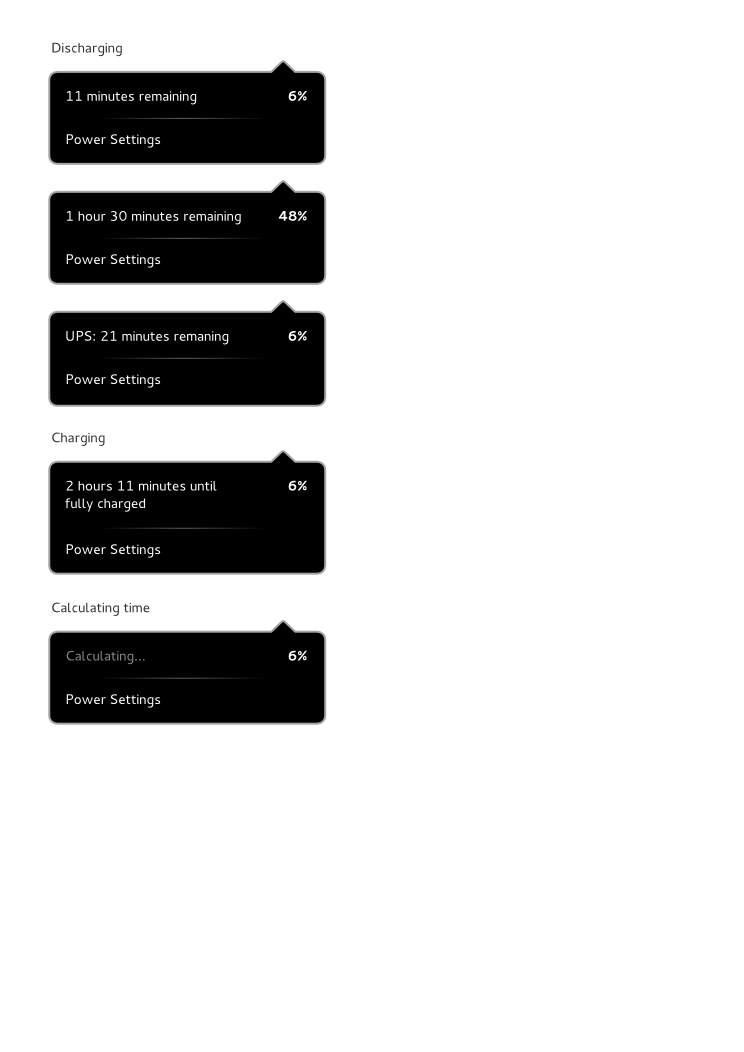 Discharging
11 minutes remaining 6%
Power Settings
1 hour 30 minutes remaining 48%
Power Settings
UPS: 21 minutes remaning 6%
Power Settings
Charging
2 hours 11 minutes until 6%
fully charged
Power Settings
Calculating time
Calculating... 6%
Power Settings